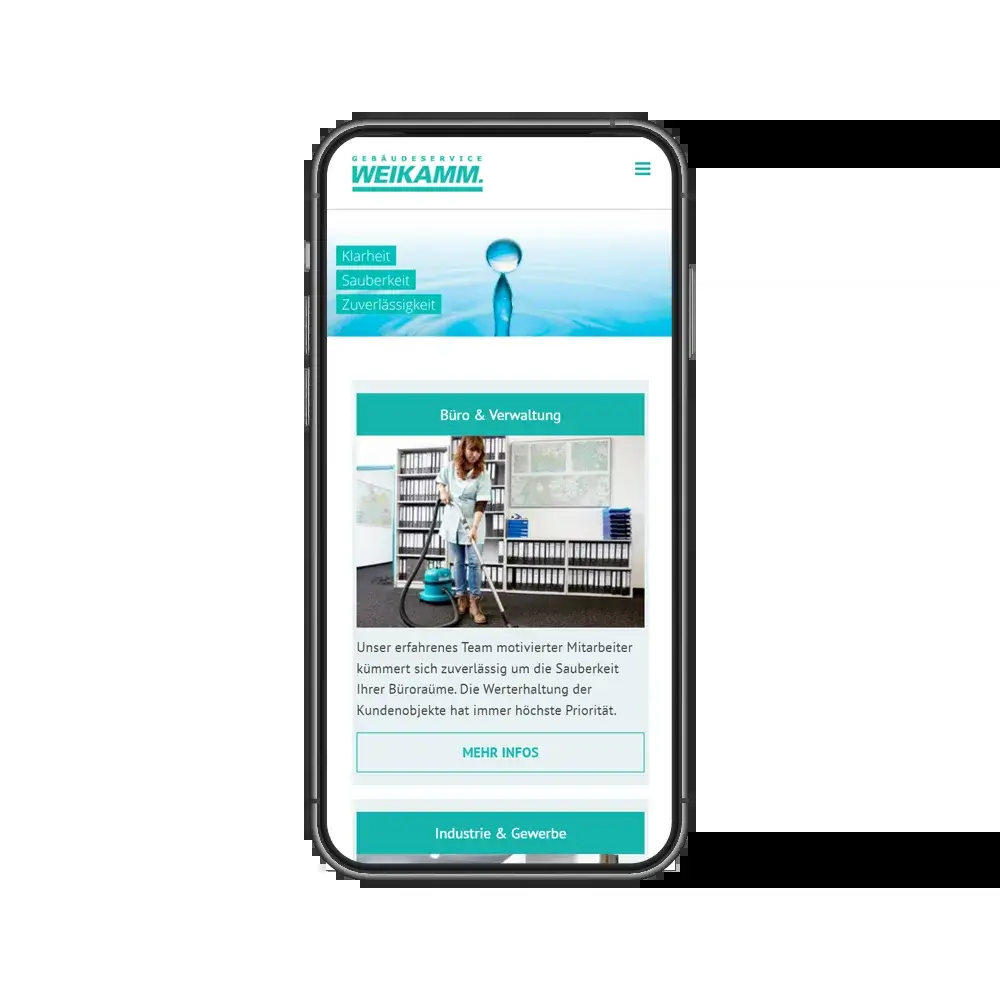 GEBÄUDESERVICE
WEIKAMM.
Klarheit
Sauberkeit
Zuverlässigkeit
Büro & Verwaltung
Unser erfahrenes Team motivierter Mitarbeiter
kümmert sich zuverlässig um die Sauberkeit
Ihrer Büroraüme. Die Werterhaltung der
Kundenobjekte hat immer höchste Priorität.
MEHR INFOS
Industrie & Gewerbe